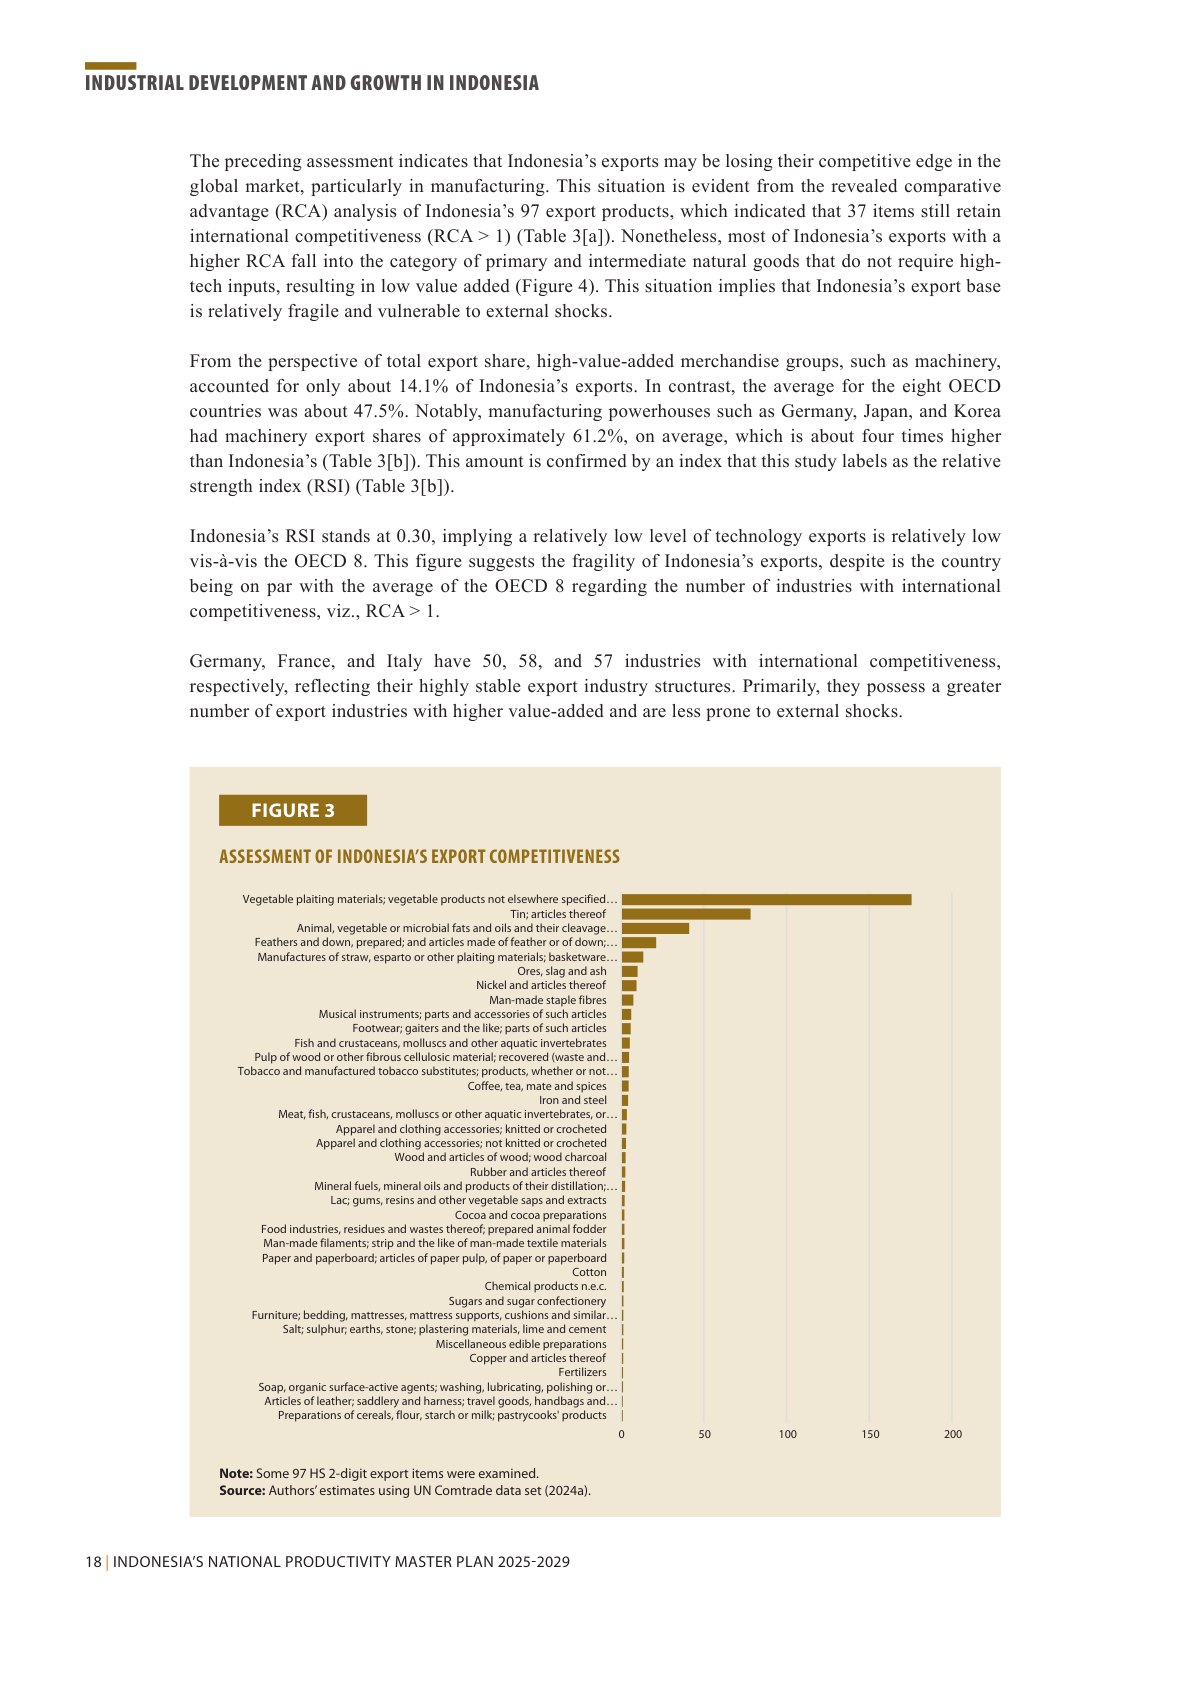 INDUSTRIAL DEVELOPMENT AND GROWTH IN INDONESIA
The preceding assessment indicates that Indonesia’s exports may be losing their competitive edge in the
global market, particularly in manufacturing. This situation is evident from the revealed comparative
advantage (RCA) analysis of Indonesia’s 97 export products, which indicated that 37 items still retain
international competitiveness (RCA > 1) (Table 3[a]). Nonetheless, most of Indonesia’s exports with a
higher RCA fall into the category of primary and intermediate natural goods that do not require high-
tech inputs, resulting in low value added (Figure 4). This situation implies that Indonesia’s export base
is relatively fragile and vulnerable to external shocks.
From the perspective of total export share, high-value-added merchandise groups, such as machinery,
accounted for only about 14.1% of Indonesia’s exports. In contrast, the average for the eight OECD
countries was about 47.5%. Notably, manufacturing powerhouses such as Germany, Japan, and Korea
had machinery export shares of approximately 61.2%, on average, which is about four times higher
than Indonesia’s (Table 3[b]). This amount is confirmed by an index that this study labels as the relative
strength index (RSI) (Table 3[b]).
Indonesia’s RSI stands at 0.30, implying a relatively low level of technology exports is relatively low
vis-à-vis the OECD 8. This figure suggests the fragility of Indonesia’s exports, despite is the country
being on par with the average of the OECD 8 regarding the number of industries with international
competitiveness, viz., RCA > 1.
Germany, France, and Italy have 50, 58, and 57 industries with international competitiveness,
respectively, reflecting their highly stable export industry structures. Primarily, they possess a greater
number of export industries with higher value-added and are less prone to external shocks.
FIGURE 3
ASSESSMENT OF INDONESIA’S EXPORT COMPETITIVENESS
Vegetable plaiting materials; vegetable products not elsewhere specified…
Tin; articles thereof
Animal, vegetable or microbial fats and oils and their cleavage…
Feathers and down, prepared; and articles made of feather or of down;…
Manufactures of straw, esparto or other plaiting materials; basketware…
Ores, slag and ash
Nickel and articles thereof
Man-made staple fibres
Musical instruments; parts and accessories of such articles
Footwear; gaiters and the like; parts of such articles
Fish and crustaceans, molluscs and other aquatic invertebrates
Pulp of wood or other fibrous cellulosic material; recovered (waste and…
Tobacco and manufactured tobacco substitutes; products, whether or not…
Coffee, tea, mate and spices
Iron and steel
Meat, fish, crustaceans, molluscs or other aquatic invertebrates, or…
Apparel and clothing accessories; knitted or crocheted
Apparel and clothing accessories; not knitted or crocheted
Wood and articles of wood; wood charcoal
Rubber and articles thereof
Mineral fuels, mineral oils and products of their distillation;…
Lac; gums, resins and other vegetable saps and extracts
Cocoa and cocoa preparations
Food industries, residues and wastes thereof; prepared animal fodder
Man-made filaments; strip and the like of man-made textile materials
Paper and paperboard; articles of paper pulp, of paper or paperboard
Cotton
Chemical products n.e.c.
Sugars and sugar confectionery
Furniture; bedding, mattresses, mattress supports, cushions and similar…
Salt; sulphur; earths, stone; plastering materials, lime and cement
Miscellaneous edible preparations
Copper and articles thereof
Fertilizers
Soap, organic surface-active agents; washing, lubricating, polishing or…
Articles of leather; saddlery and harness; travel goods, handbags and…
Preparations of cereals, flour, starch or milk; pastrycooks' products
0 50 100 150 200
Note: Some 97 HS 2-digit export items were examined.
Source: Authors’ estimates using UN Comtrade data set (2024a).
18 | INDONESIA’S NATIONAL PRODUCTIVITY MASTER PLAN 2025-2029